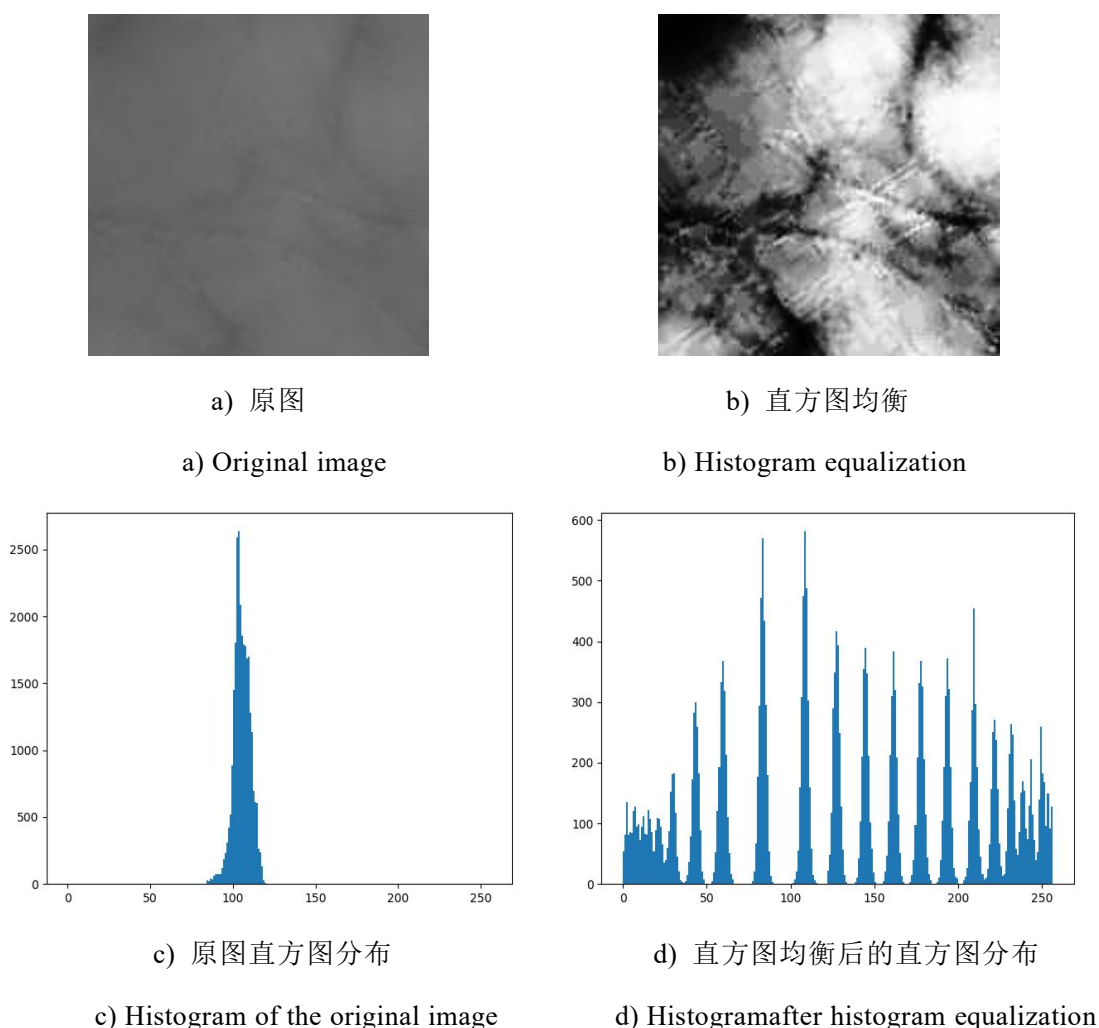 a) 原图
b) 直方图均衡
a) Original image
b) Histogram equalization
2500
2000
1500
1000
500
0
0 50 100 150 200 250
600
500
400
300
200
100
0
0 50 100 150 200 250
c) 原图直方图分布
d) 直方图均衡后的直方图分布
c) Histogram of the original image
d) Histogramafter histogram equalization